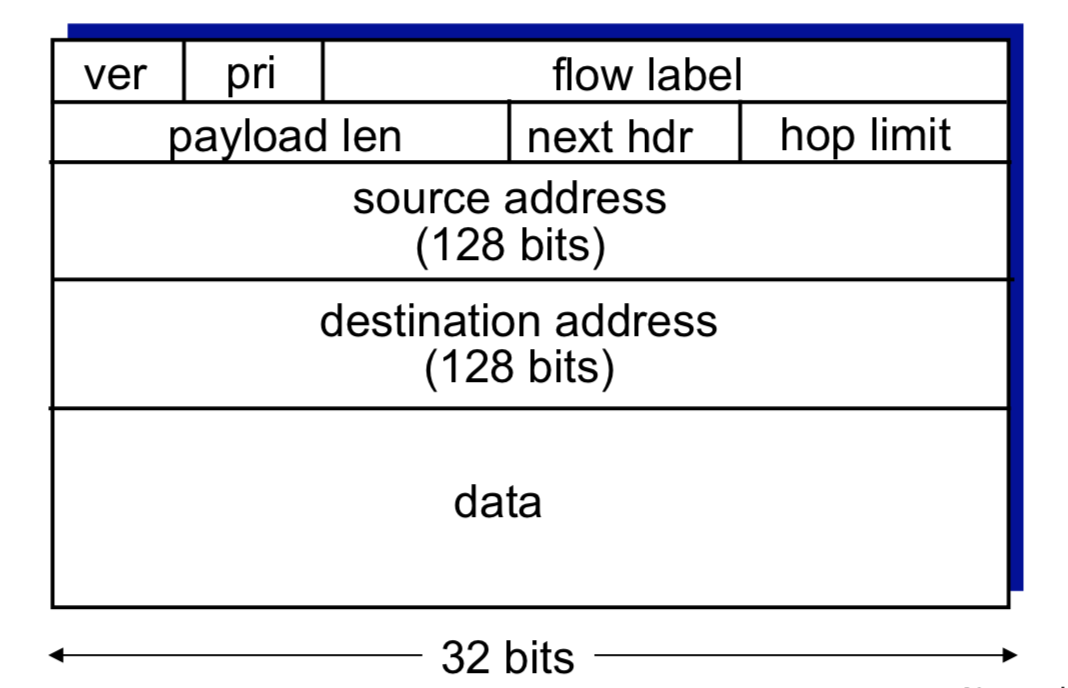 ver pri flow label
payload len next hdr hop limit
source address
(128 bits)
destination address
(128 bits)
data
32 bits